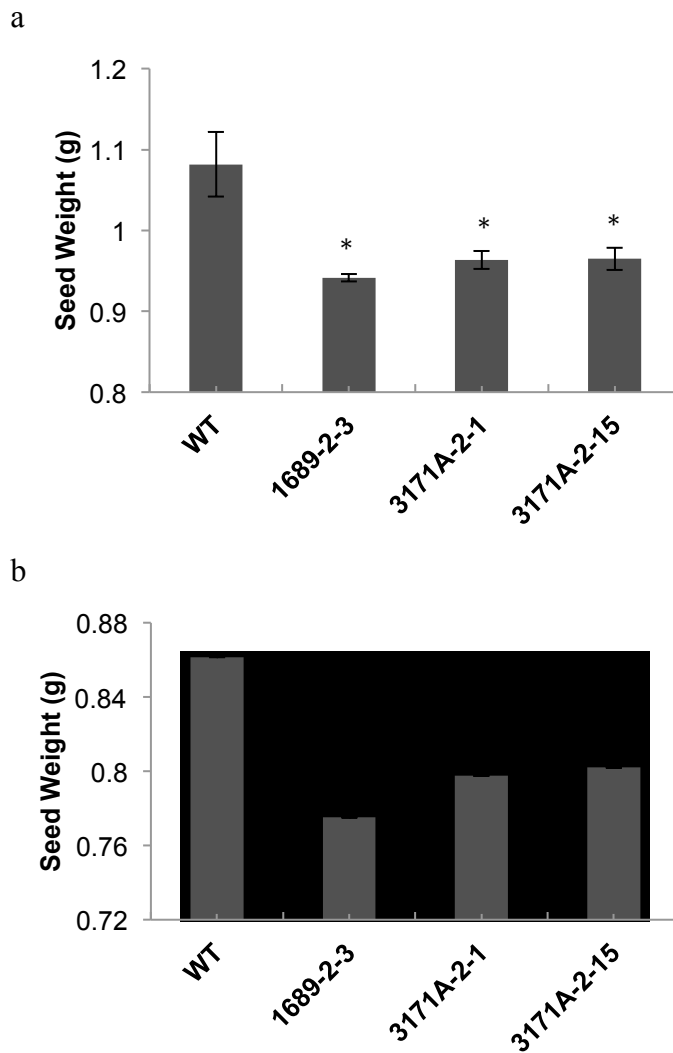 a
1.2
1.1
1
0.9
0.8
Seed Weight (g)
*
*
*
WT
1689-2-3
3171A-2-1
3171A-2-15
b
0.88
0.84
0.8
0.76
0.72
Seed Weight (g)
WT
1689-2-3
3171A-2-1
3171A-2-15